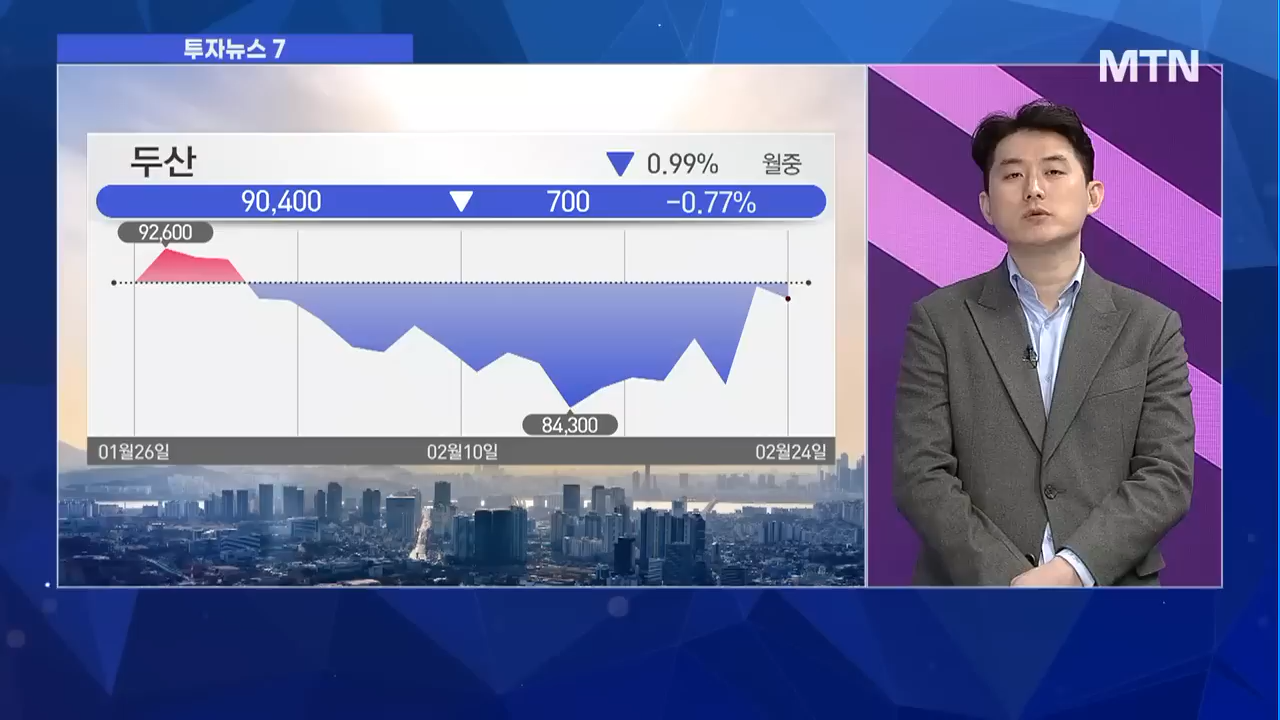 투자뉴스 7
MTN
두산 ▼ 0.99% 월중
90,400 ▼ 700 -0.77%
92,600
84,300
01월26일 02월10일 02월24일